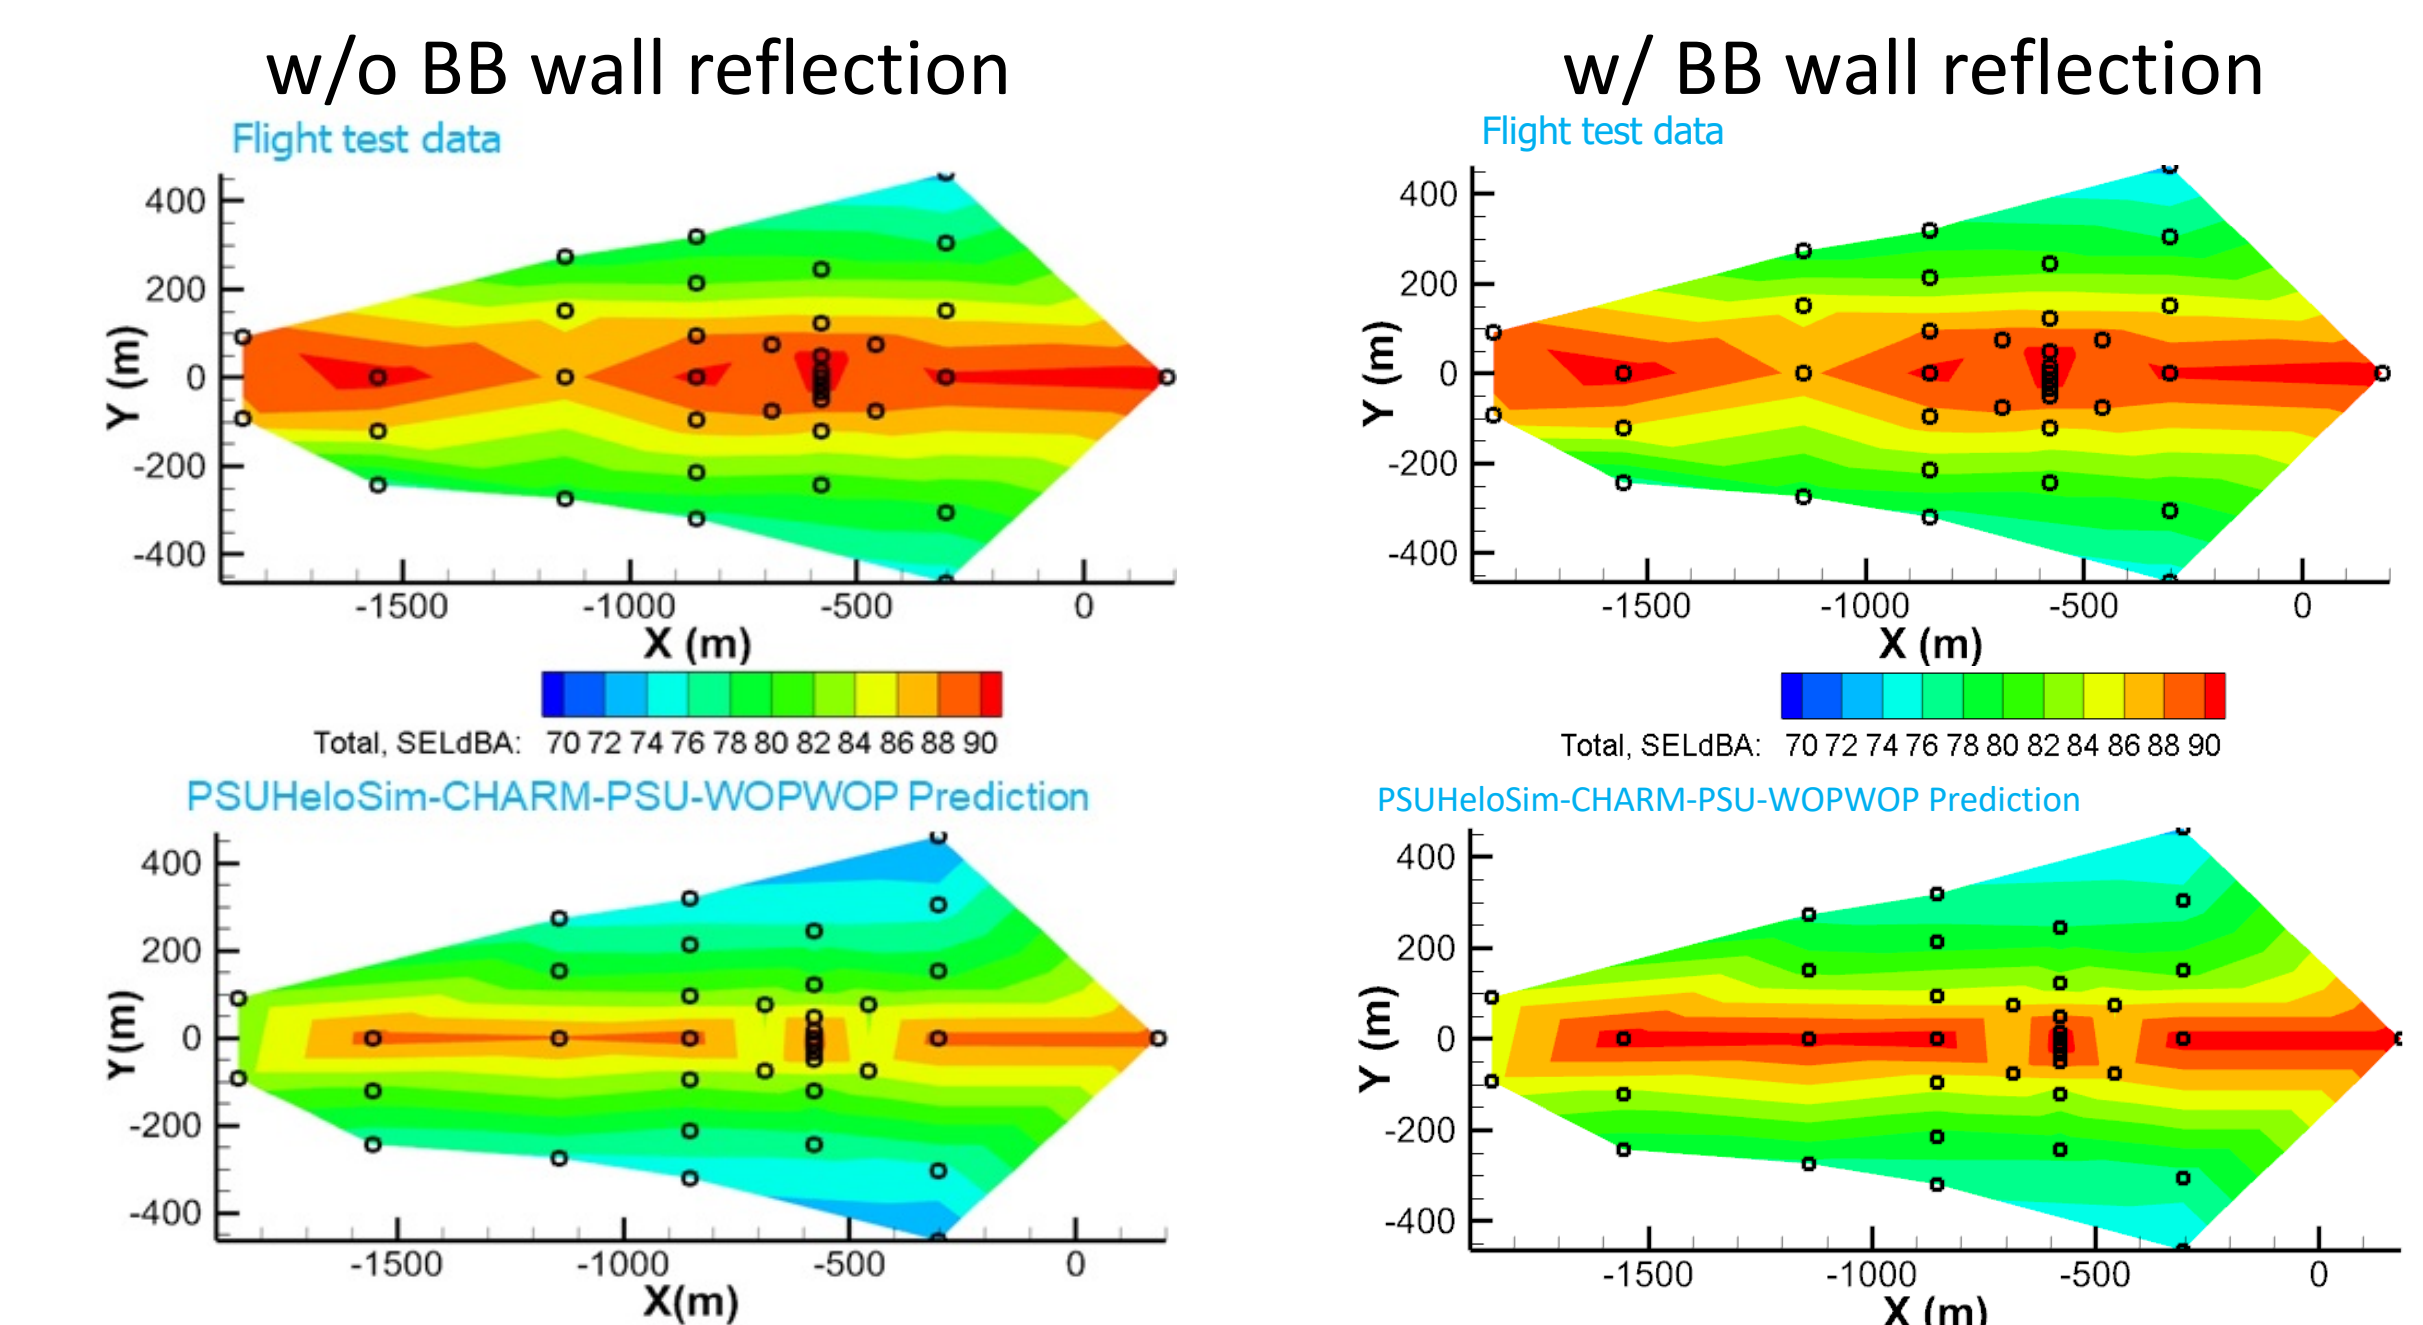 w/o BB wall reflection
Flight test data
400
200
0
-200
-400
Y (m)
-1500 -1000 -500 0
X (m)
Total, SELdBA: 70 72 74 76 78 80 82 84 86 88 90
PSUHeloSim-CHARM-PSU-WOPWOP Prediction
400
200
0
-200
-400
Y (m)
-1500 -1000 -500 0
X(m)
w/ BB wall reflection
Flight test data
400
200
0
-200
-400
Y (m)
-1500 -1000 -500 0
X (m)
Total, SELdBA: 70 72 74 76 78 80 82 84 86 88 90
PSUHeloSim-CHARM-PSU-WOPWOP Prediction
400
200
0
-200
-400
Y (m)
-1500 -1000 -500 0
X (m)